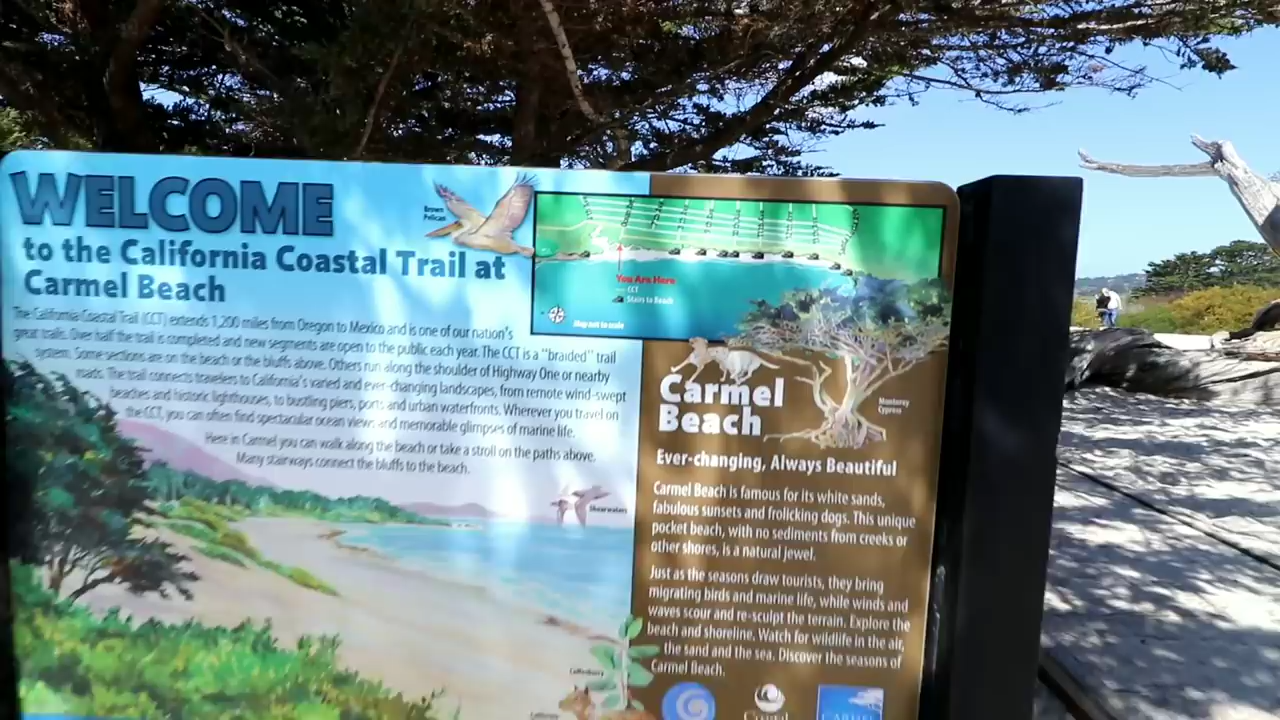 WELCOME
to the California Coastal Trail at
Carmel Beach
The California Coastal Trail (CCT) extends 1,200 miles from Oregon to Mexico and is one of our nation's
great trails. Over half the trail is completed and new segments are open to the public each year. The CCT is a "braided" trail
system. Some sections are on the beach or the bluffs above. Others run along the shoulder of Highway One or nearby
roads. The trail connects travelers to California's varied and ever-changing landscapes, from remote wind-swept
beaches and historic lighthouses, to bustling piers, ports and urban waterfronts. Wherever you travel on
the CCT, you can often find spectacular ocean views and memorable glimpses of marine life.
Here in Carmel you can walk along the beach or take a stroll on the paths above.
Many stairways connect the bluffs to the beach.
Brown
Pelican
You Are Here
CCT
Stairs to Beach
Map not to scale
Monterey
Cypress
Shearwaters
Carmel
Beach
Ever-changing, Always Beautiful
Carmel Beach is famous for its white sands,
fabulous sunsets and frolicking dogs. This unique
pocket beach, with no sediments from creeks or
other shores, is a natural jewel.
Just as the seasons draw tourists, they bring
migrating birds and marine life, while winds and
waves scour and re-sculpt the terrain. Explore the
beach and shoreline. Watch for wildlife in the air,
the sand and the sea. Discover the seasons of
Carmel Beach.
Coastal
CARMEL